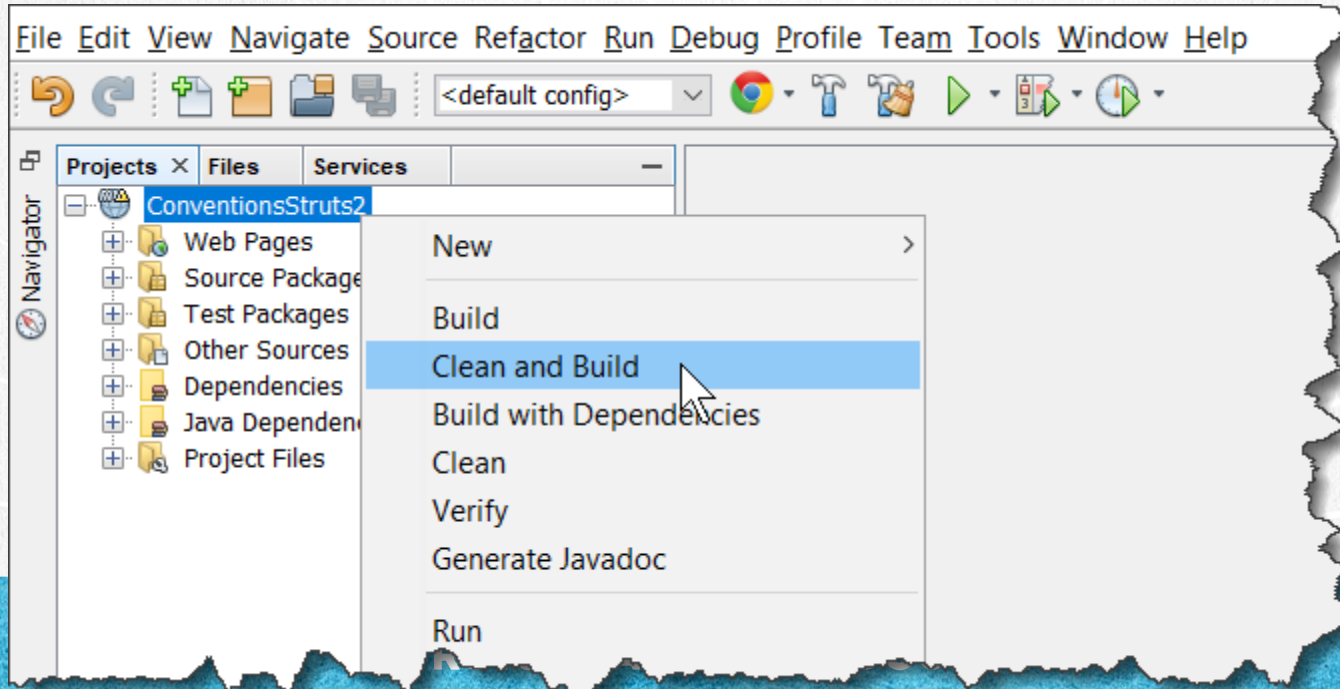 File Edit View Navigate Source Refactor Run Debug Profile Team Tools Window Help
<default config>
Projects Files Services
Navigator
ConventionsStruts2
Web Pages
Source Package
Test Packages
Other Sources
Dependencies
Java Dependen
Project Files
New
Build
Clean and Build
Build with Dependencies
Clean
Verify
Generate Javadoc
Run